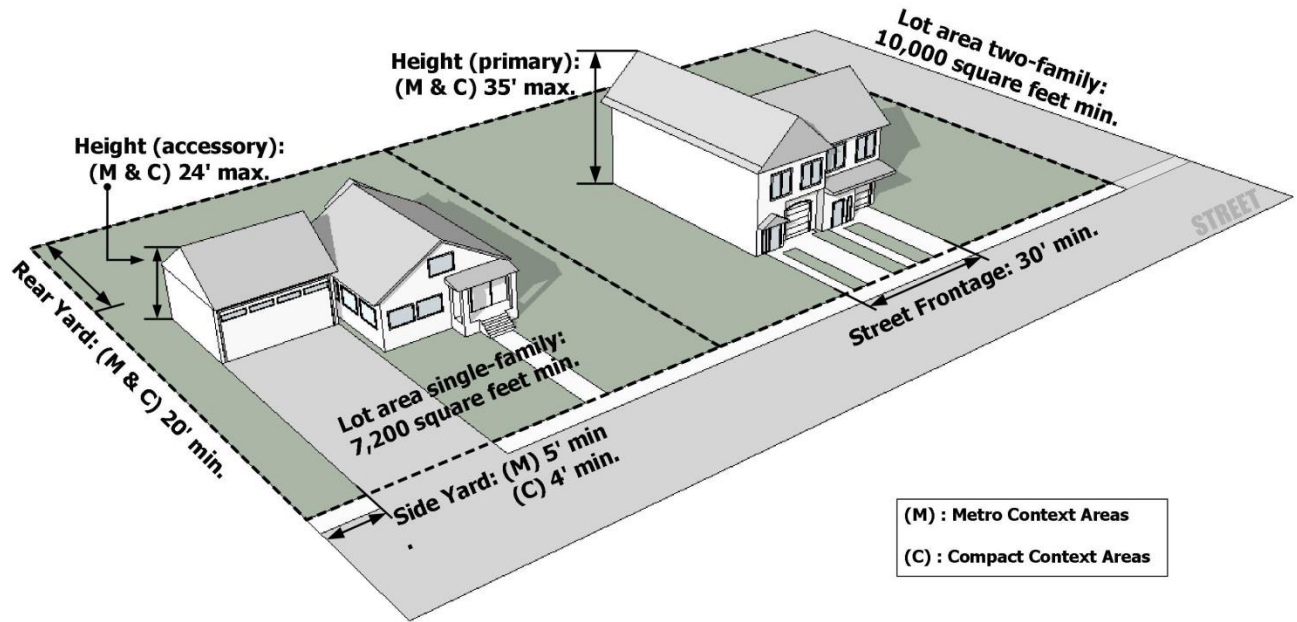 Lot area two-family:
10,000 square feet min.
Height (primary):
(M & C) 35' max.
Height (accessory):
(M & C) 24' max.
STREET
Rear Yard: (M & C) 20' min.
Street Frontage: 30' min.
Lot area single-family:
7,200 square feet min.
Side Yard: (M) 5' min
(C) 4' min.
.
(M) : Metro Context Areas
(C) : Compact Context Areas